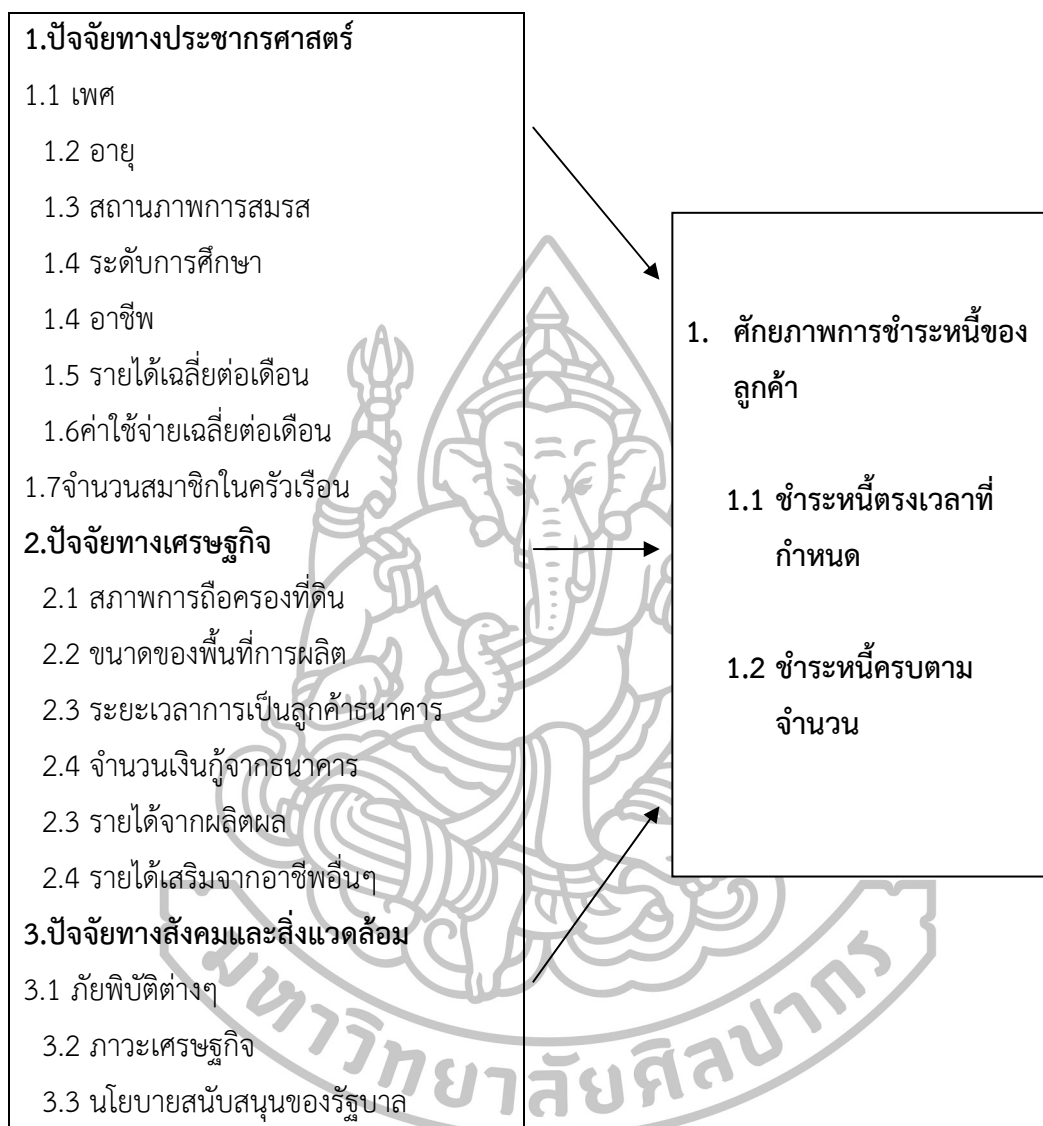 1.ปัจจัยทางประชากรศาสตร์
1.1 เพศ
1.2 อายุ
1.3 สถานภาพการสมรส
1.4 ระดับการศึกษา
1.4 อาชีพ
1.5 รายได้เฉลี่ยต่อเดือน
1.6ค่าใช้จ่ายเฉลี่ยต่อเดือน
1.7จำนวนสมาชิกในครัวเรือน
2.ปัจจัยทางเศรษฐกิจ
2.1 สภาพการถือครองที่ดิน
2.2 ขนาดของพื้นที่การผลิต
2.3 ระยะเวลาการเป็นลูกค้าธนาคาร
2.4 จำนวนเงินกู้จากธนาคาร
2.3 รายได้จากผลิตผล
2.4 รายได้เสริมจากอาชีพอื่นๆ
3.ปัจจัยทางสังคมและสิ่งแวดล้อม
3.1 ภัยพิบัติต่างๆ
3.2 ภาวะเศรษฐกิจ
3.3 นโยบายสนับสนุนของรัฐบาล
1. ศักยภาพการชำระหนี้ของ
ลูกค้า
1.1 ชำระหนี้ตรงเวลาที่
กำหนด
1.2 ชำระหนี้ครบตาม
จำนวน
มหาวิทยาลัยศิลปากร